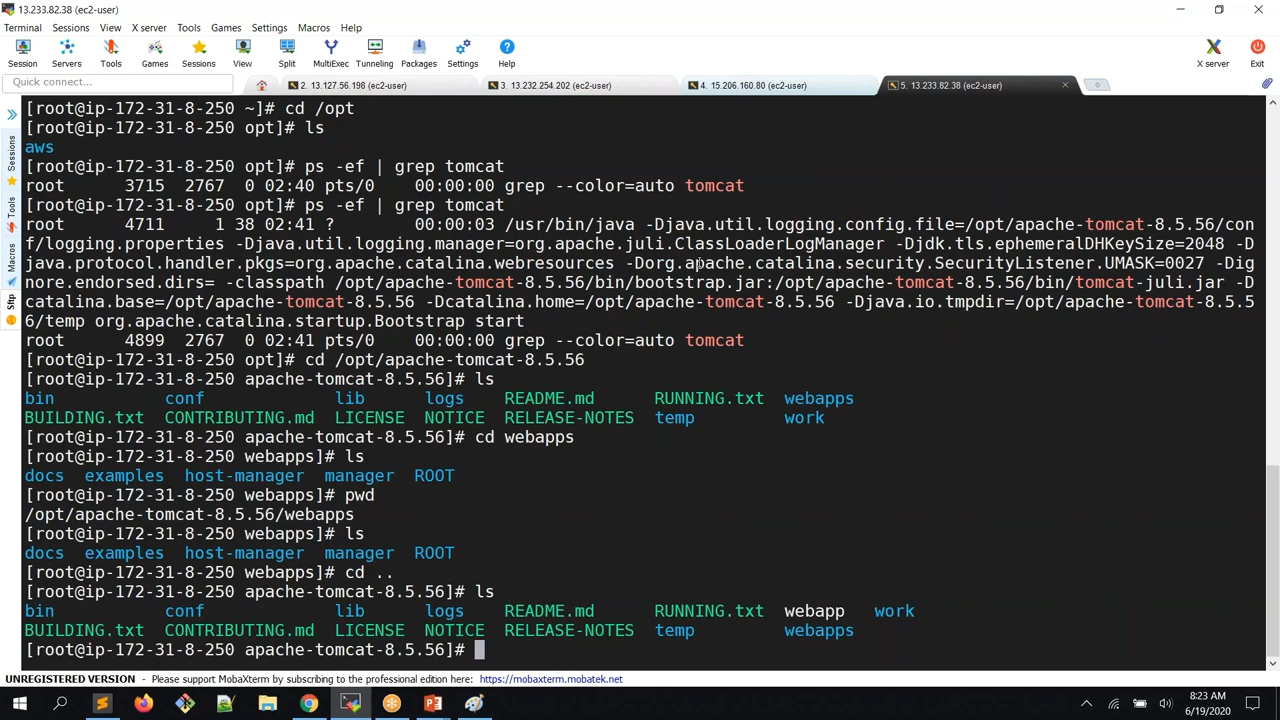 13.233.82.38 (ec2-user)
Terminal Sessions View X server Tools Games Settings Macros Help
Session Servers Tools Games Sessions View Split MultiExec Tunneling Packages Settings Help X server Exit
Quick connect... 2. 13.127.56.198 (ec2-user) 3. 13.232.254.202 (ec2-user) 4. 15.206.160.80 (ec2-user) 5. 13.233.82.38 (ec2-user)
Sessions
Tools
Macros
Sftp
[root@ip-172-31-8-250 ~]# cd /opt
[root@ip-172-31-8-250 opt]# ls
aws
[root@ip-172-31-8-250 opt]# ps -ef | grep tomcat
root      3715  2767  0 02:40 pts/0    00:00:00 grep --color=auto tomcat
[root@ip-172-31-8-250 opt]# ps -ef | grep tomcat
root      4711     1 38 02:41 ?        00:00:03 /usr/bin/java -Djava.util.logging.config.file=/opt/apache-tomcat-8.5.56/con
f/logging.properties -Djava.util.logging.manager=org.apache.juli.ClassLoaderLogManager -Djdk.tls.ephemeralDHKeySize=2048 -D
java.protocol.handler.pkgs=org.apache.catalina.webresources -Dorg.apache.catalina.security.SecurityListener.UMASK=0027 -Dig
nore.endorsed.dirs= -classpath /opt/apache-tomcat-8.5.56/bin/bootstrap.jar:/opt/apache-tomcat-8.5.56/bin/tomcat-juli.jar -D
catalina.base=/opt/apache-tomcat-8.5.56 -Dcatalina.home=/opt/apache-tomcat-8.5.56 -Djava.io.tmpdir=/opt/apache-tomcat-8.5.5
6/temp org.apache.catalina.startup.Bootstrap start
root      4899  2767  0 02:41 pts/0    00:00:00 grep --color=auto tomcat
[root@ip-172-31-8-250 opt]# cd /opt/apache-tomcat-8.5.56
[root@ip-172-31-8-250 apache-tomcat-8.5.56]# ls
bin           conf             lib      logs    README.md      RUNNING.txt  webapps
BUILDING.txt  CONTRIBUTING.md  LICENSE  NOTICE  RELEASE-NOTES  temp         work
[root@ip-172-31-8-250 apache-tomcat-8.5.56]# cd webapps
[root@ip-172-31-8-250 webapps]# ls
docs  examples  host-manager  manager  ROOT
[root@ip-172-31-8-250 webapps]# pwd
/opt/apache-tomcat-8.5.56/webapps
[root@ip-172-31-8-250 webapps]# ls
docs  examples  host-manager  manager  ROOT
[root@ip-172-31-8-250 webapps]# cd ..
[root@ip-172-31-8-250 apache-tomcat-8.5.56]# ls
bin           conf             lib      logs    README.md      RUNNING.txt  webapp   work
BUILDING.txt  CONTRIBUTING.md  LICENSE  NOTICE  RELEASE-NOTES  temp         webapps
[root@ip-172-31-8-250 apache-tomcat-8.5.56]#
UNREGISTERED VERSION - Please support MobaXterm by subscribing to the professional edition here: https://mobaxterm.mobatek.net
8:23 AM
6/19/2020